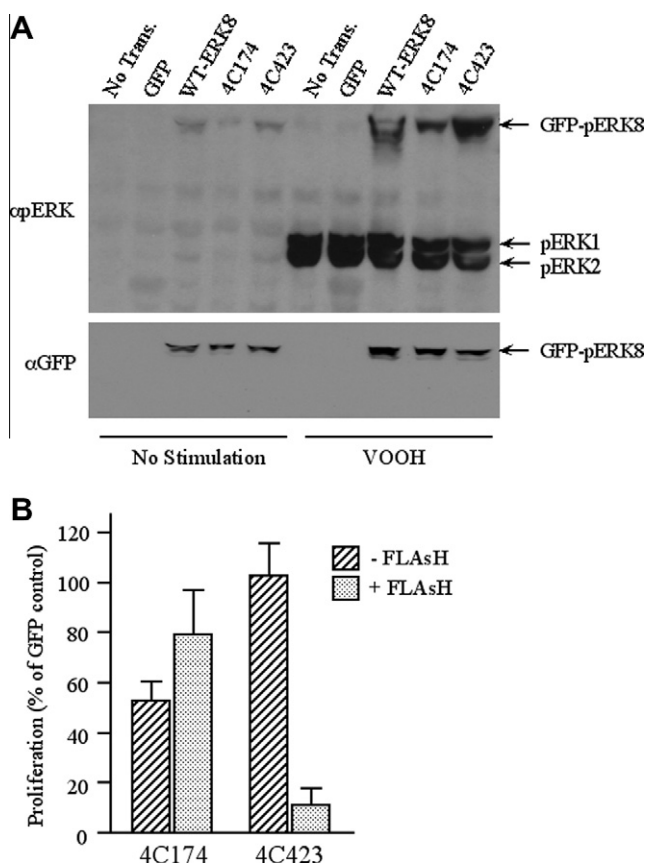 A
No Trans.
GFP
WT-ERK8
4C174
4C423
No Trans.
GFP
WT-ERK8
4C174
4C423
αpERK
GFP-pERK8
pERK1
pERK2
αGFP
GFP-pERK8
No Stimulation
VOOH
B
Proliferation (% of GFP control)
120
100
80
60
40
20
0
- FLAsH
+ FLAsH
4C174
4C423